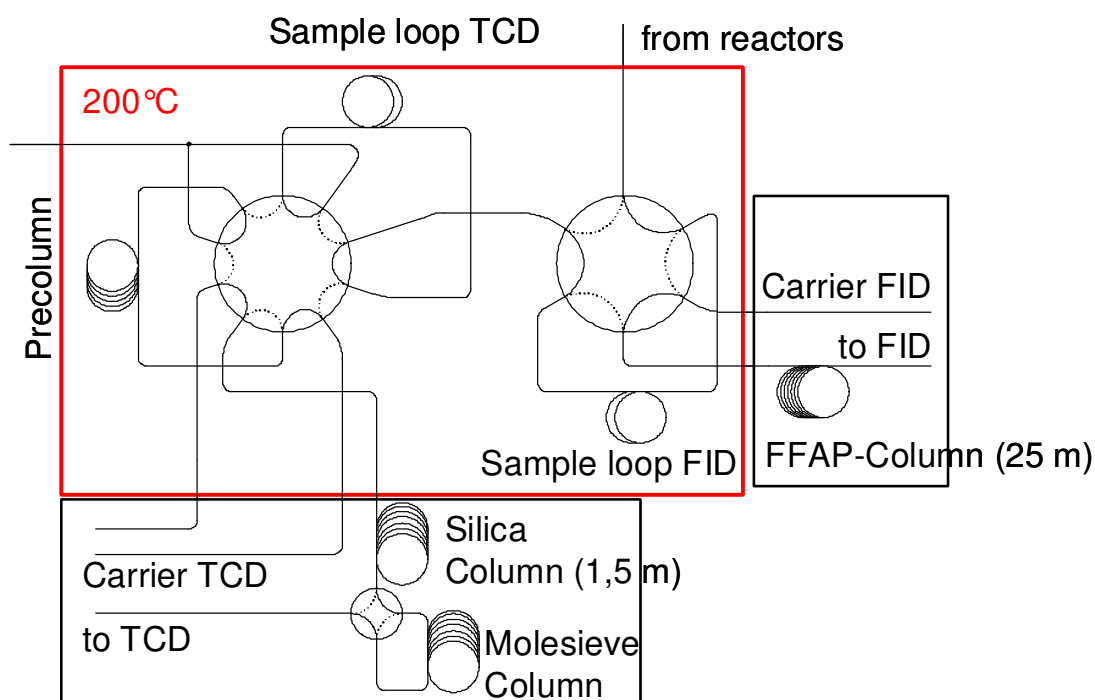 Sample loop TCD
from reactors
200°C
Precolumn
Carrier FID
to FID
Sample loop FID
FFAP-Column (25 m)
Silica
Column (1,5 m)
Carrier TCD
to TCD
Molesieve
Column